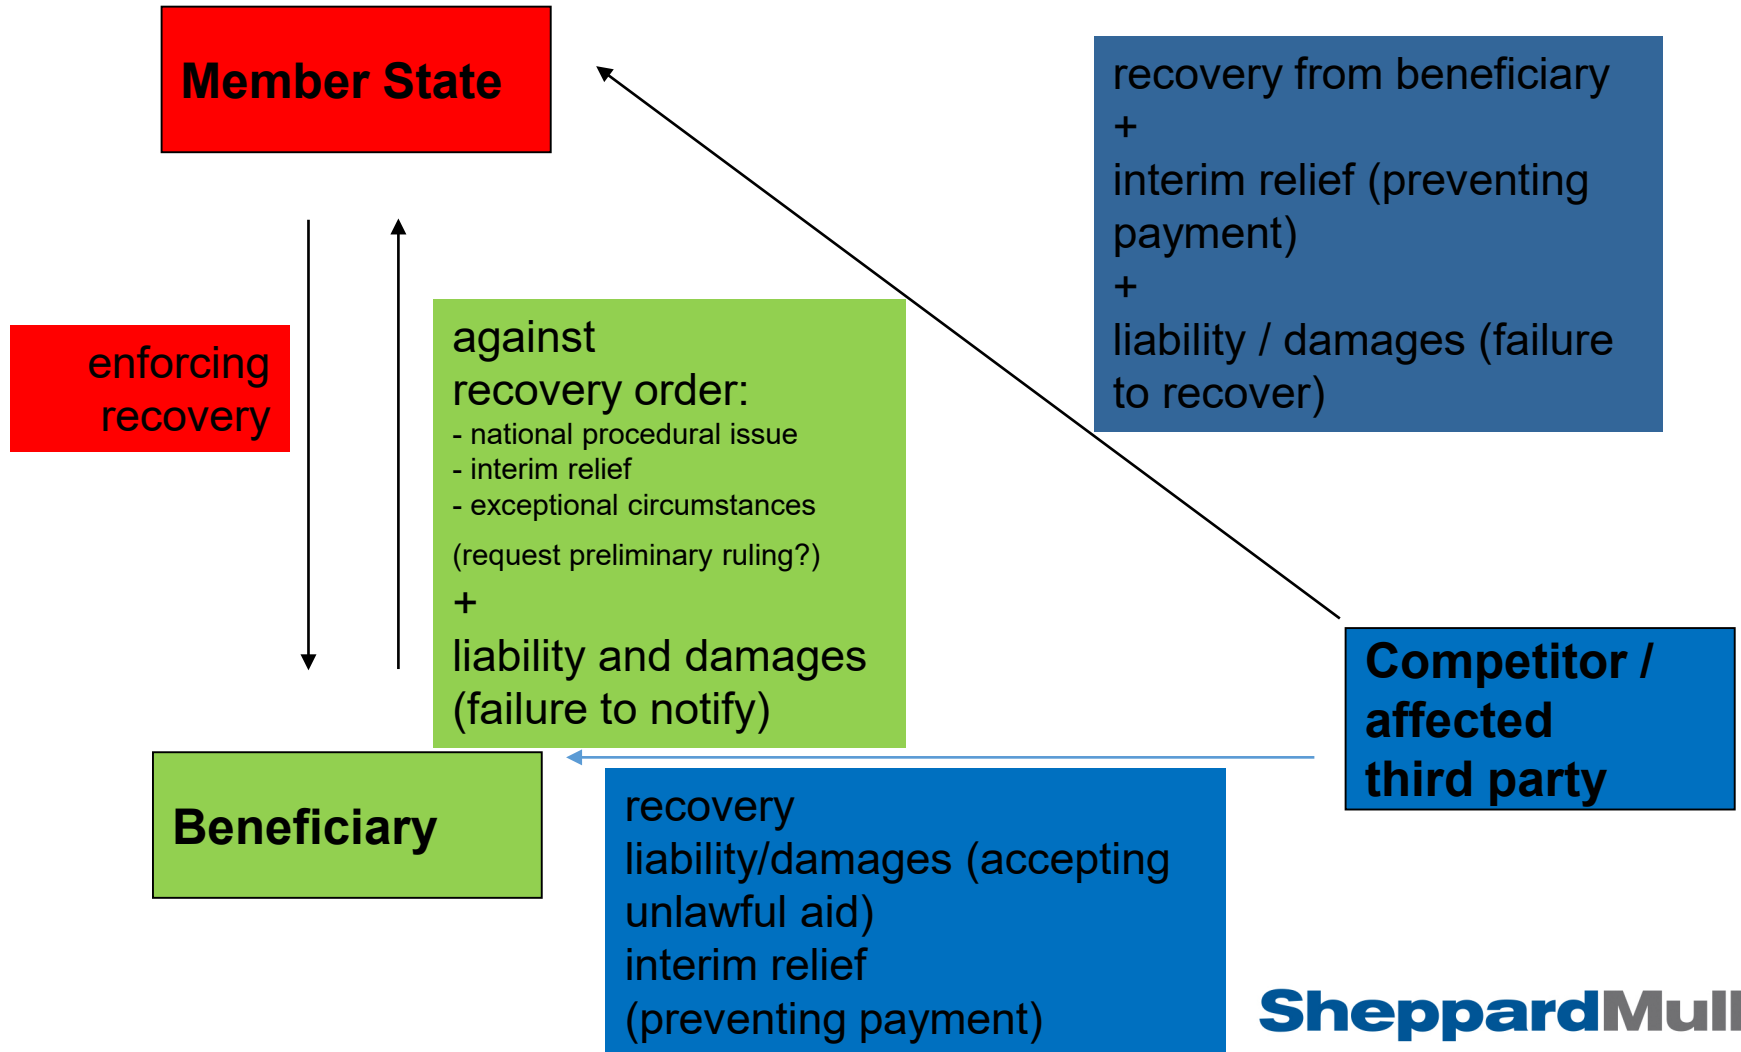 Member State
recovery from beneficiary
+
interim relief (preventing
payment)
+
liability / damages (failure
to recover)
enforcing
recovery
against
recovery order:
- national procedural issue
- interim relief
- exceptional circumstances
(request preliminary ruling?)
+
liability and damages
(failure to notify)
Competitor /
affected
third party
Beneficiary
recovery
liability/damages (accepting
unlawful aid)
interim relief
(preventing payment)
SheppardMull